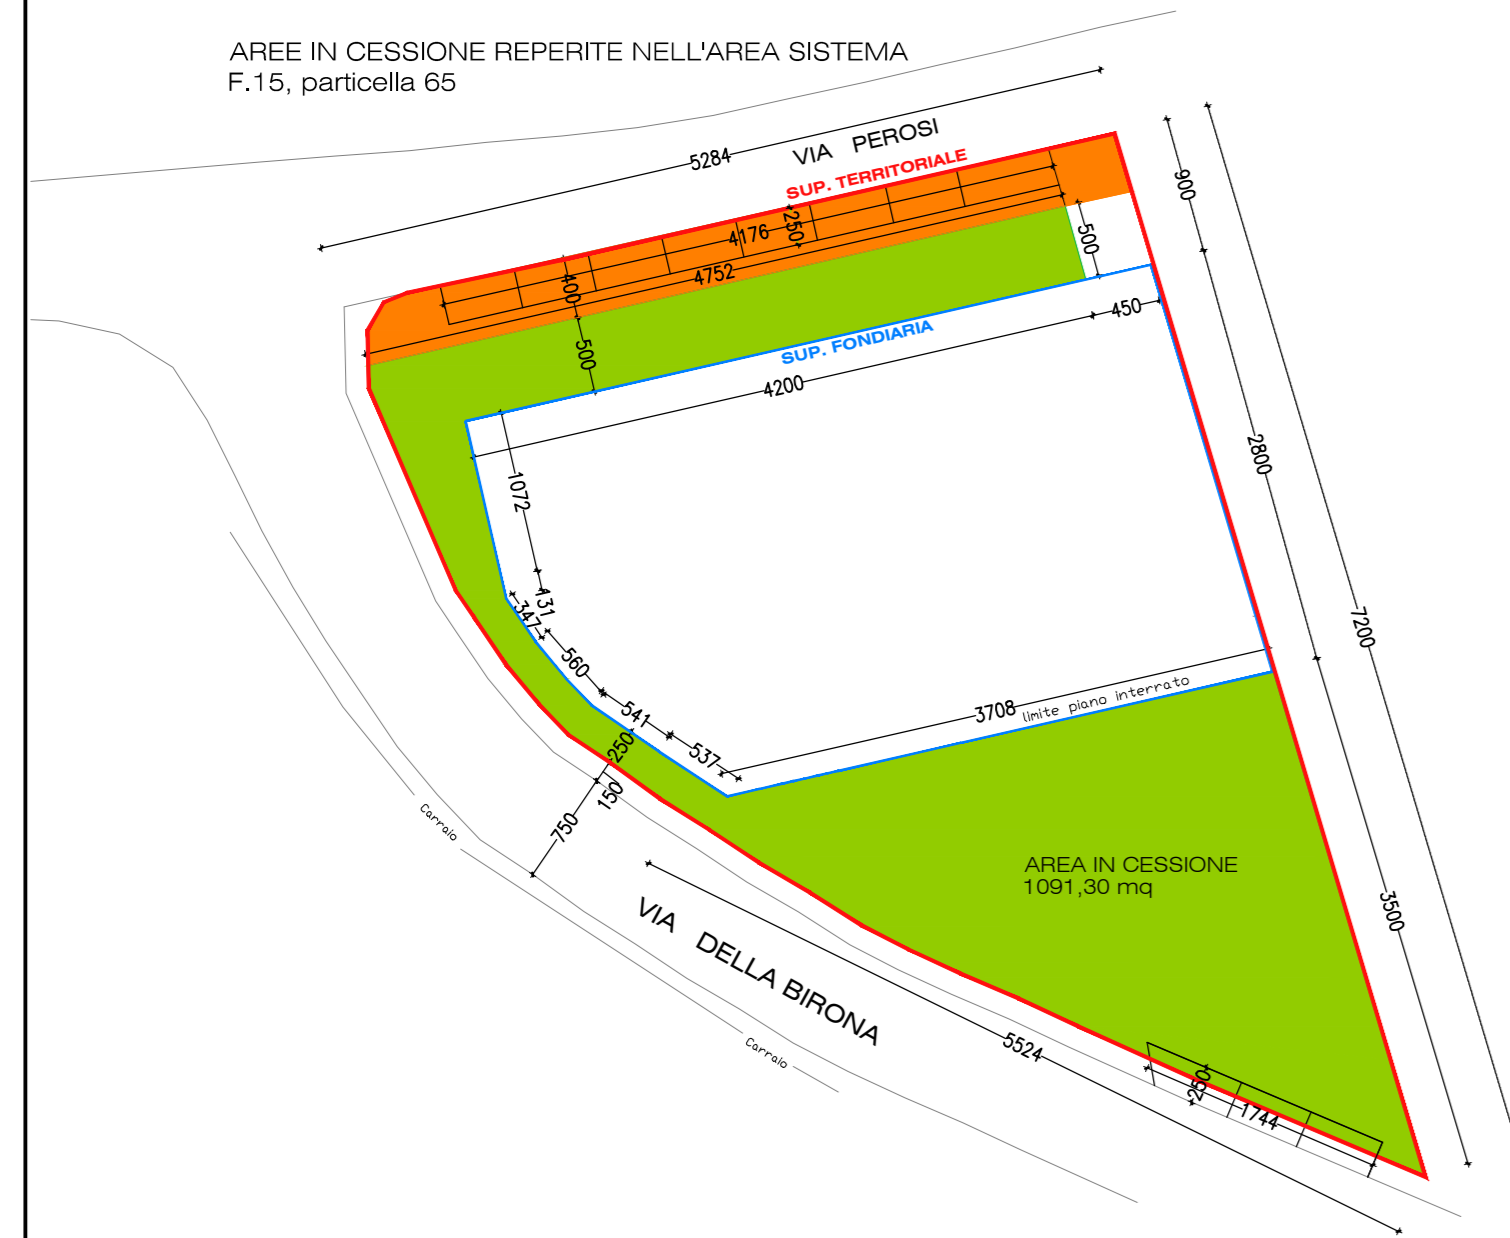 AREE IN CESSIONE REPERITE NELL'AREA SISTEMA
F.15, particella 65
5284
VIA PEROSI
SUP. TERRITORIALE
900
250
4176
4752
400
500
500
450
SUP. FONDIARIA
4200
1072
2800
131
347
560
7200
541
250
537
3708
limite piano interrato
150
750
Carraio
AREA IN CESSIONE
1091,30 mq
3500
VIA DELLA BIRONA
Carraio
5524
250
1744